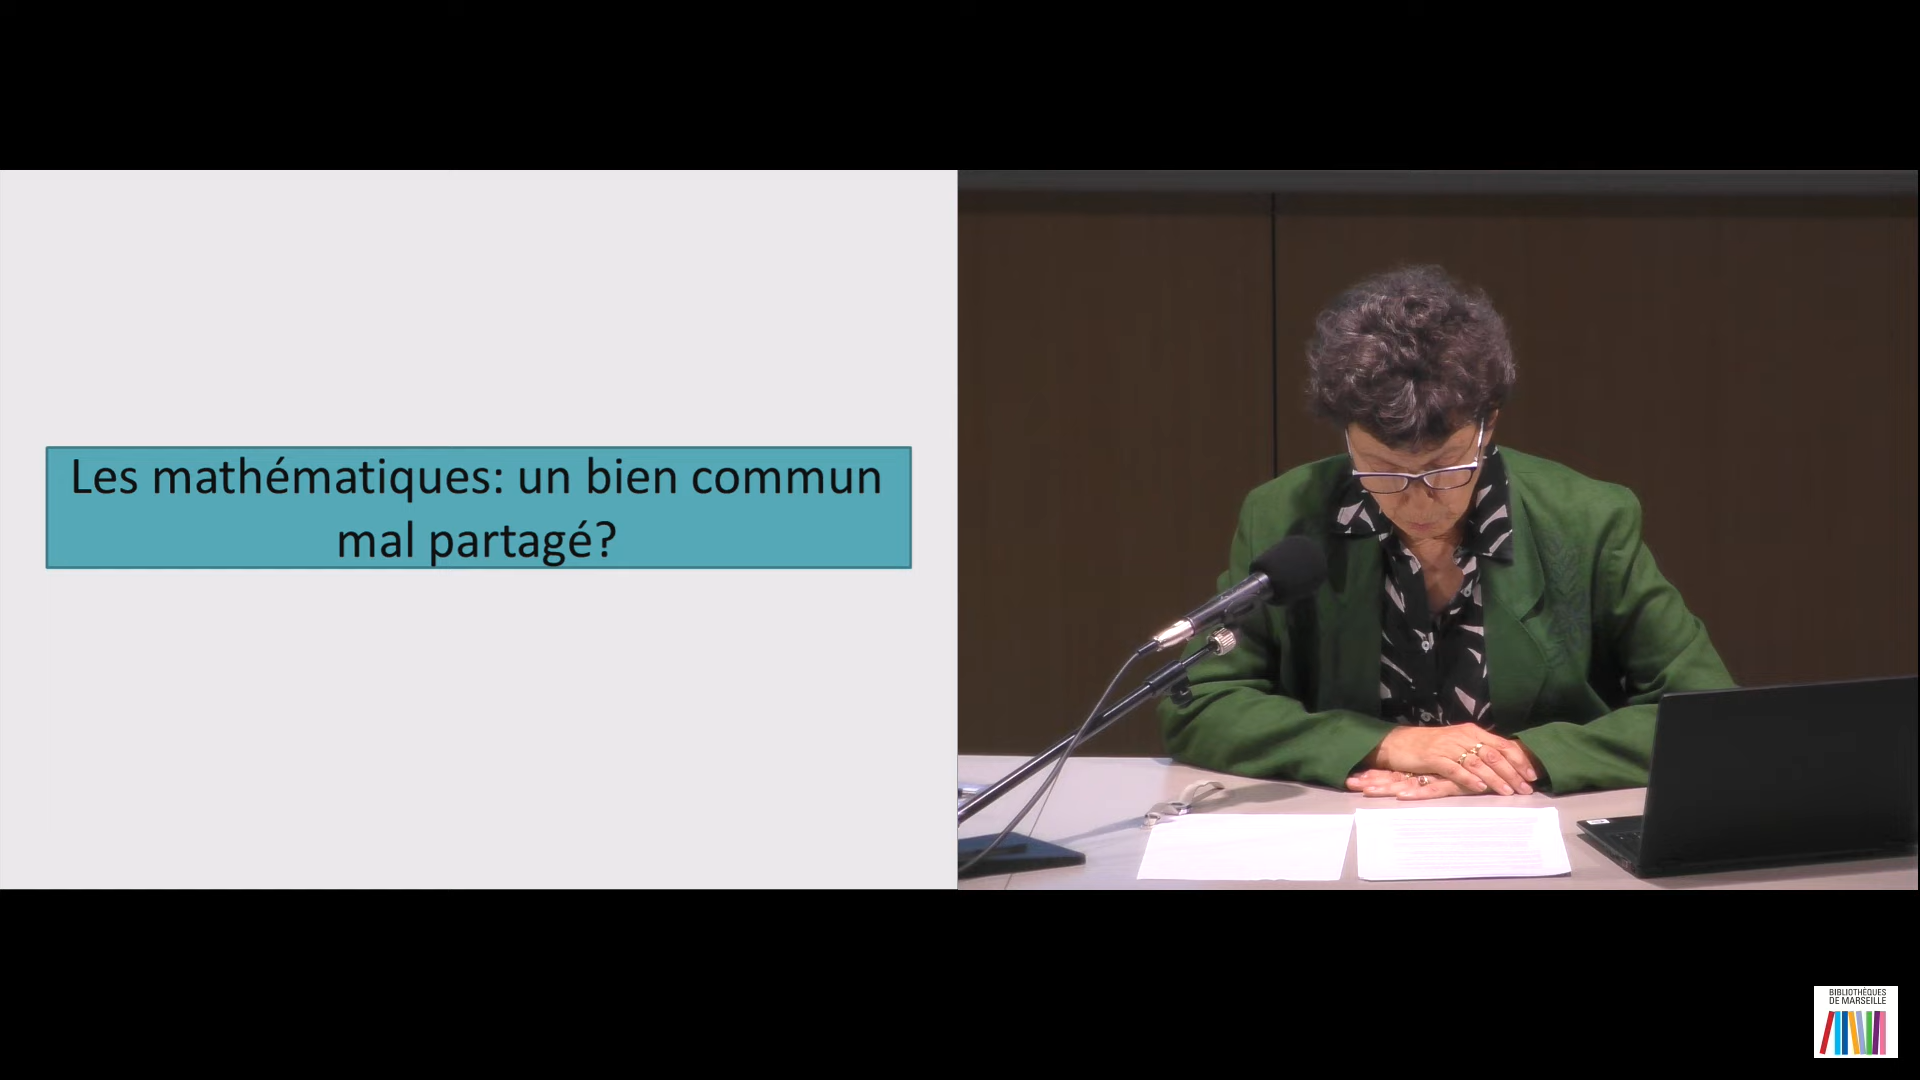 Les mathématiques: un bien commun
mal partagé?
BIBLIOTHÈQUES
DE MARSEILLE